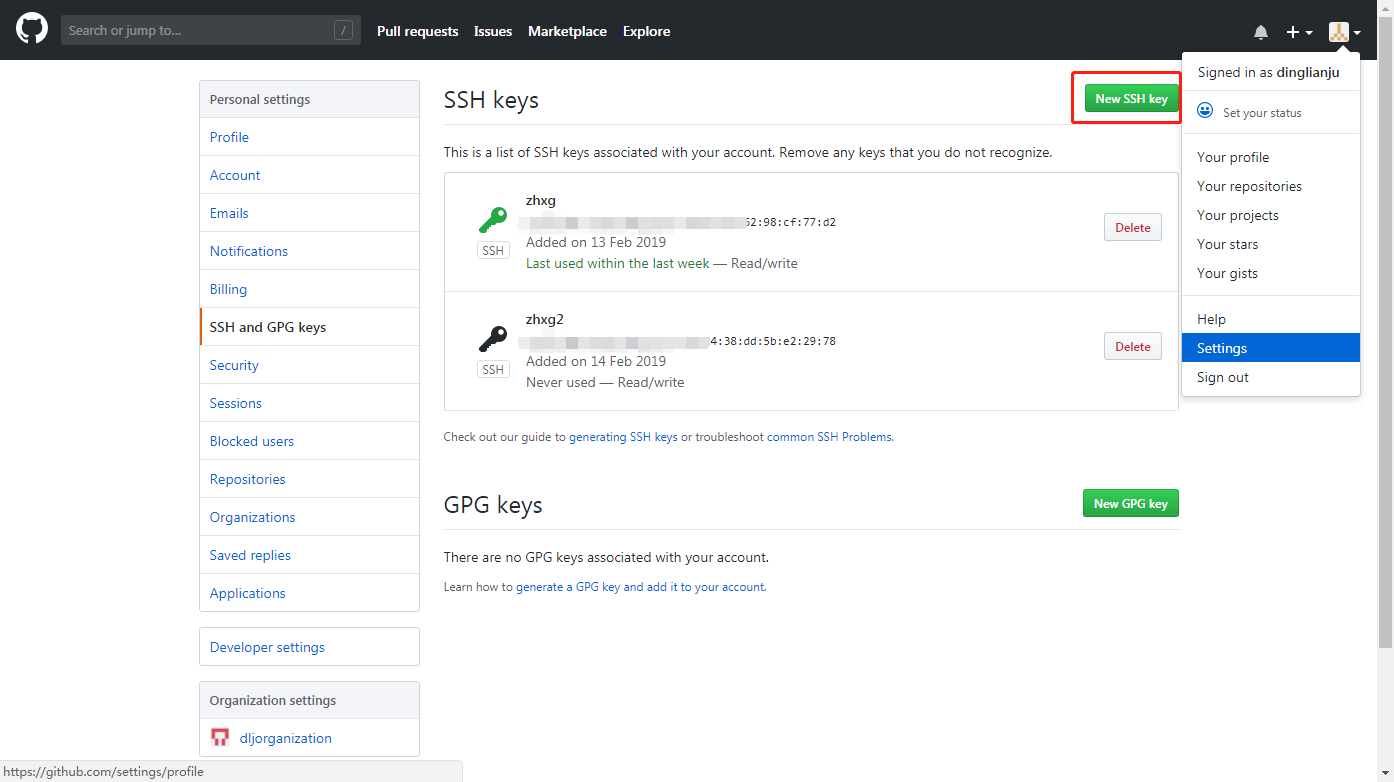 Search or jump to... /
Pull requests Issues Marketplace Explore
Signed in as dinglianju
Set your status
Your profile
Your repositories
Your projects
Your stars
Your gists
Help
Settings
Sign out
Personal settings
Profile
Account
Emails
Notifications
Billing
SSH and GPG keys
Security
Sessions
Blocked users
Repositories
Organizations
Saved replies
Applications
Developer settings
Organization settings
dljorganization
SSH keys
New SSH key
This is a list of SSH keys associated with your account. Remove any keys that you do not recognize.
zhxg
62:98:cf:77:d2
Added on 13 Feb 2019
Last used within the last week — Read/write
SSH
Delete
zhxg2
4:38:dd:5b:e2:29:78
Added on 14 Feb 2019
Never used — Read/write
SSH
Delete
Check out our guide to generating SSH keys or troubleshoot common SSH Problems.
GPG keys
New GPG key
There are no GPG keys associated with your account.
Learn how to generate a GPG key and add it to your account.
https://github.com/settings/profile